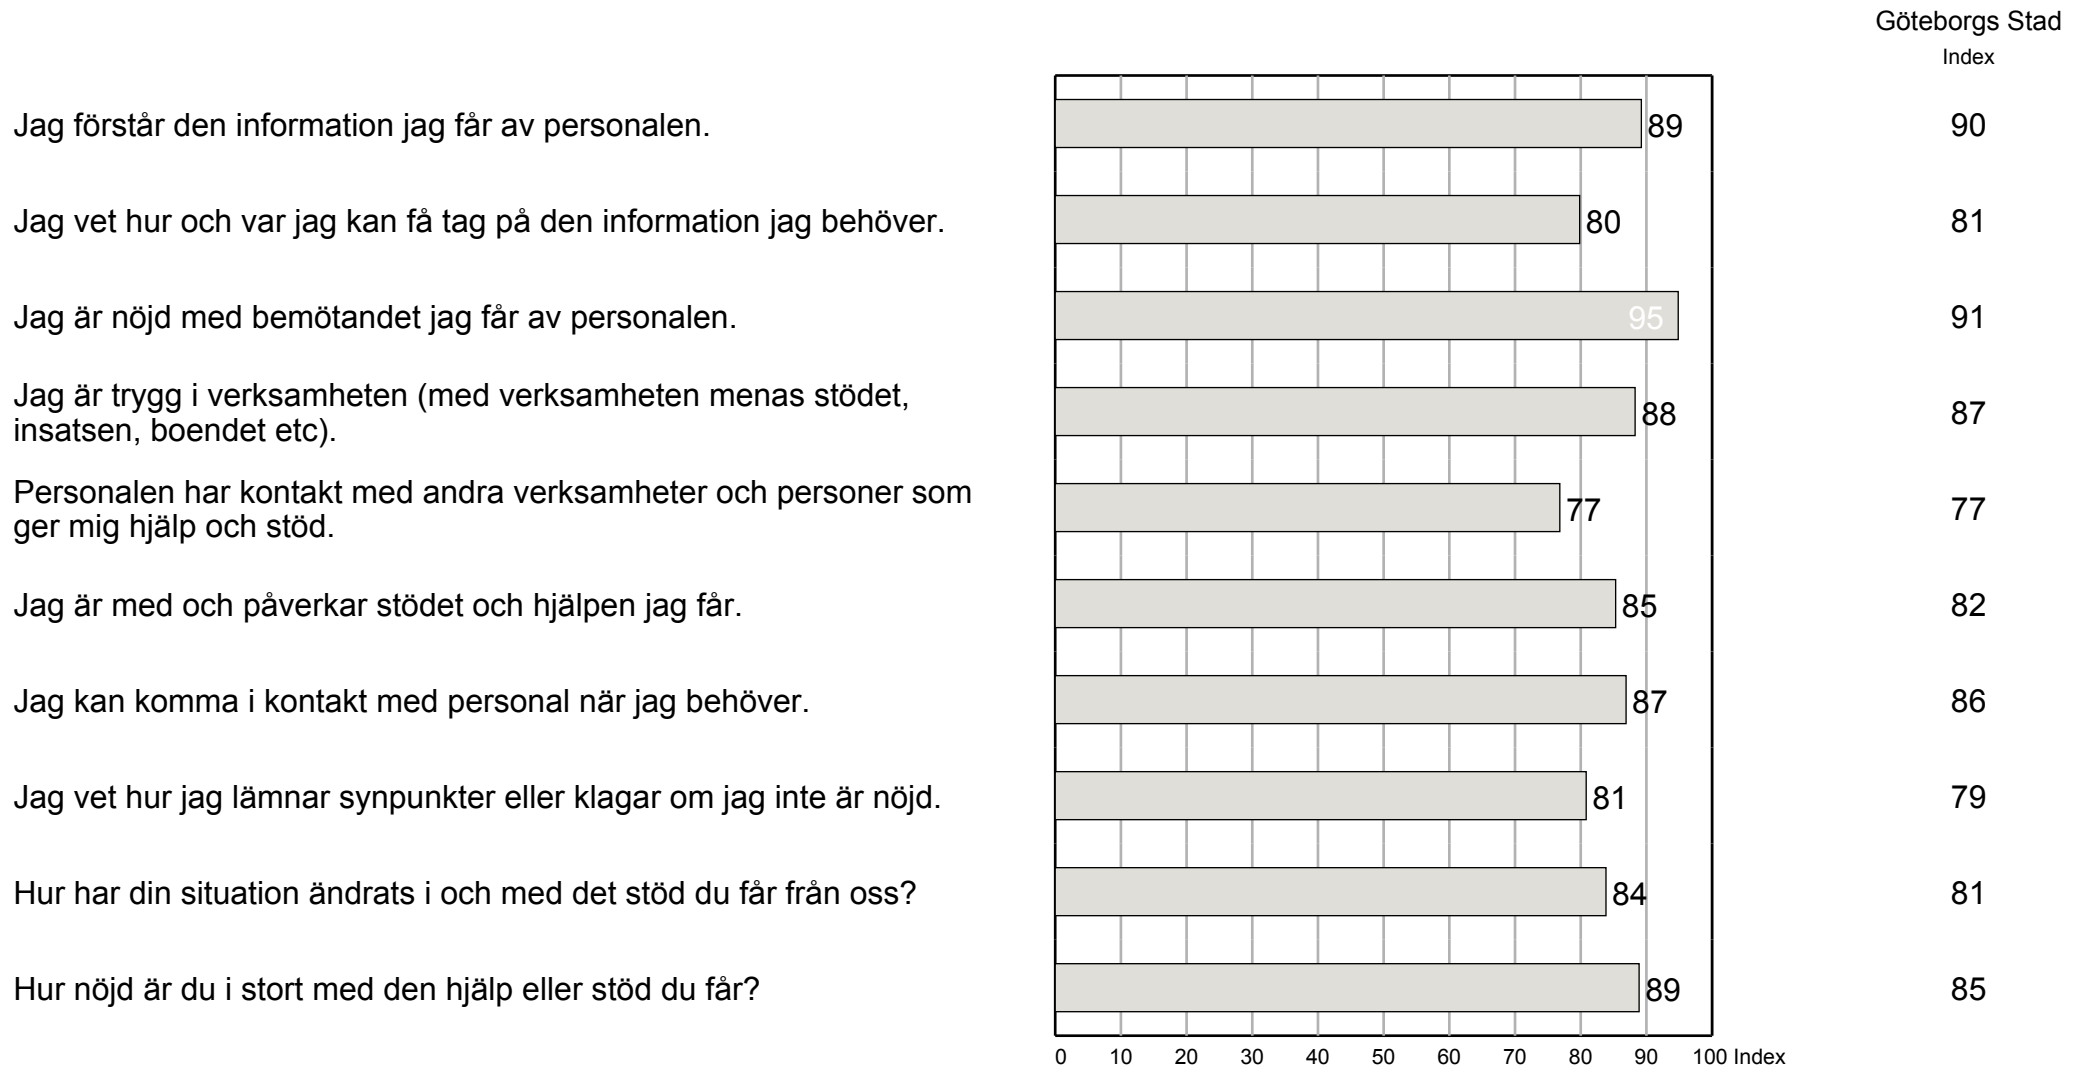 Göteborgs Stad
Index
Jag förstår den information jag får av personalen. 89 90
Jag vet hur och var jag kan få tag på den information jag behöver. 80 81
Jag är nöjd med bemötandet jag får av personalen. 95 91
Jag är trygg i verksamheten (med verksamheten menas stödet,
insatsen, boendet etc). 88 87
Personalen har kontakt med andra verksamheter och personer som
ger mig hjälp och stöd. 77 77
Jag är med och påverkar stödet och hjälpen jag får. 85 82
Jag kan komma i kontakt med personal när jag behöver. 87 86
Jag vet hur jag lämnar synpunkter eller klagar om jag inte är nöjd. 81 79
Hur har din situation ändrats i och med det stöd du får från oss? 84 81
Hur nöjd är du i stort med den hjälp eller stöd du får? 89 85
0 10 20 30 40 50 60 70 80 90 100 Index